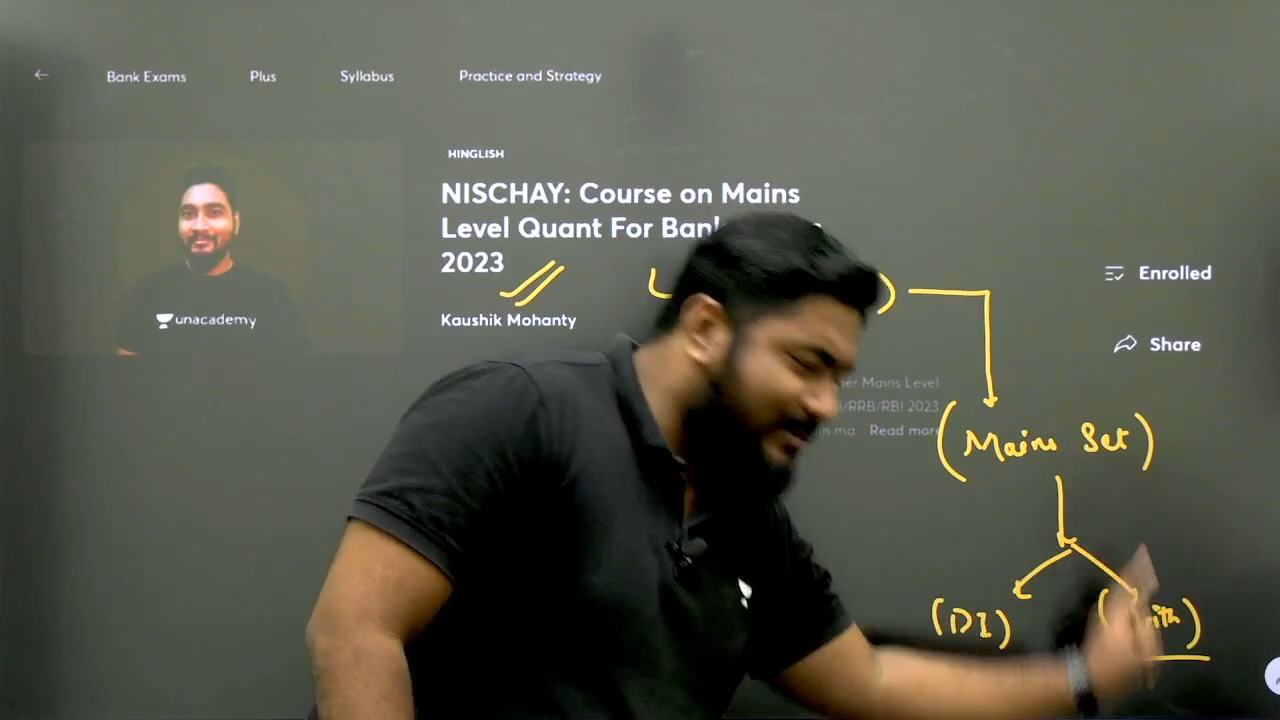 Bank Exams Plus Syllabus Practice and Strategy
HINGLISH
NISCHAY: Course on Mains
Level Quant For
2023
Kaushik Mohanty
unacademy
Enrolled
Share
Mains Level
/RRB/RBI 2023
Read more
(Mains Set)
(DI)